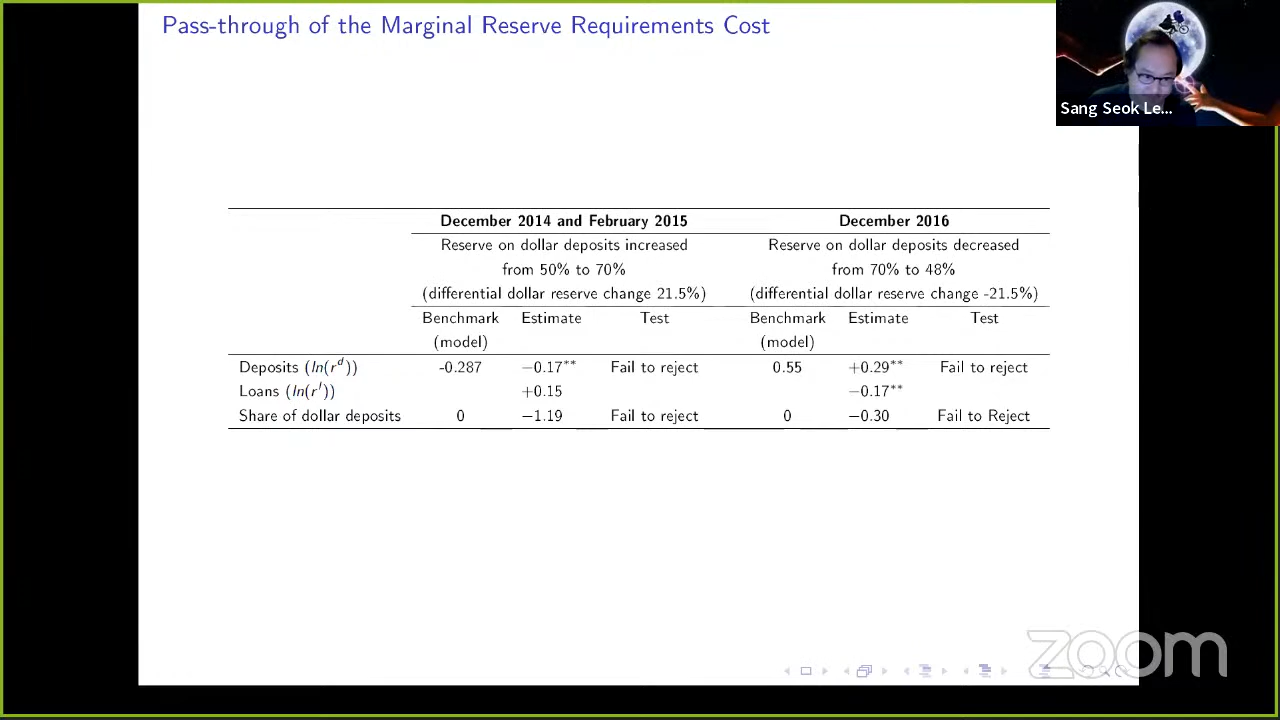 Pass-through of the Marginal Reserve Requirements Cost
Sang Seok Le...
December 2014 and February 2015 December 2016
Reserve on dollar deposits increased Reserve on dollar deposits decreased
from 50% to 70% from 70% to 48%
(differential dollar reserve change 21.5%) (differential dollar reserve change -21.5%)
Benchmark Estimate Test Benchmark Estimate Test
(model) (model)
Deposits (ln(r^d)) -0.287 −0.17** Fail to reject 0.55 +0.29** Fail to reject
Loans (ln(r^l)) +0.15 −0.17**
Share of dollar deposits 0 −1.19 Fail to reject 0 −0.30 Fail to Reject
zoom